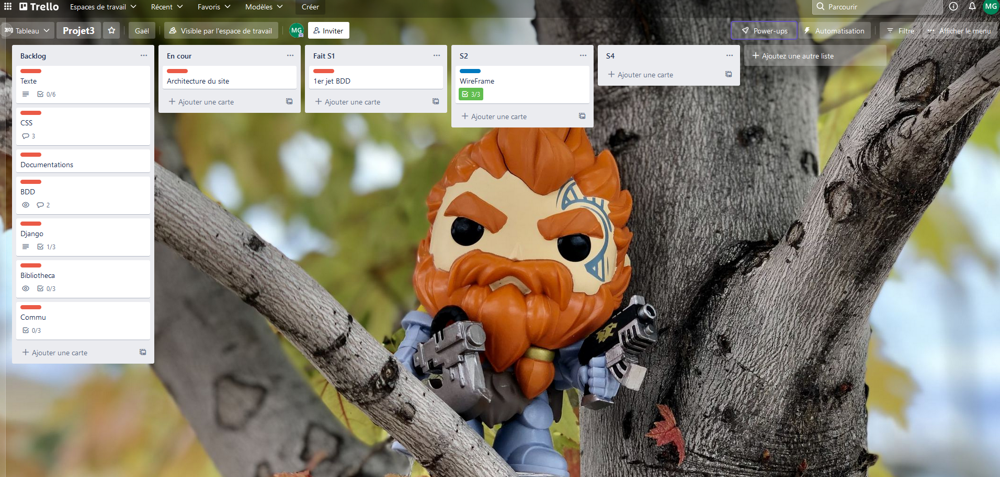 Trello
Espaces de travail
Récent
Favoris
Modèles
Créer
Parcourir
MG
Tableau
Projet3
Gaël
Visible par l'espace de travail
MG
Inviter
Power-ups
Automatisation
Filtre
Afficher le menu
Backlog
Texte
0/6
CSS
3
Documentations
BDD
2
Django
1/3
Bibliotheca
0/3
Commu
0/3
Ajouter une carte
En cour
Architecture du site
Ajouter une carte
Fait S1
1er jet BDD
Ajouter une carte
S2
WireFrame
3/3
Ajouter une carte
S4
Ajouter une carte
Ajoutez une autre liste